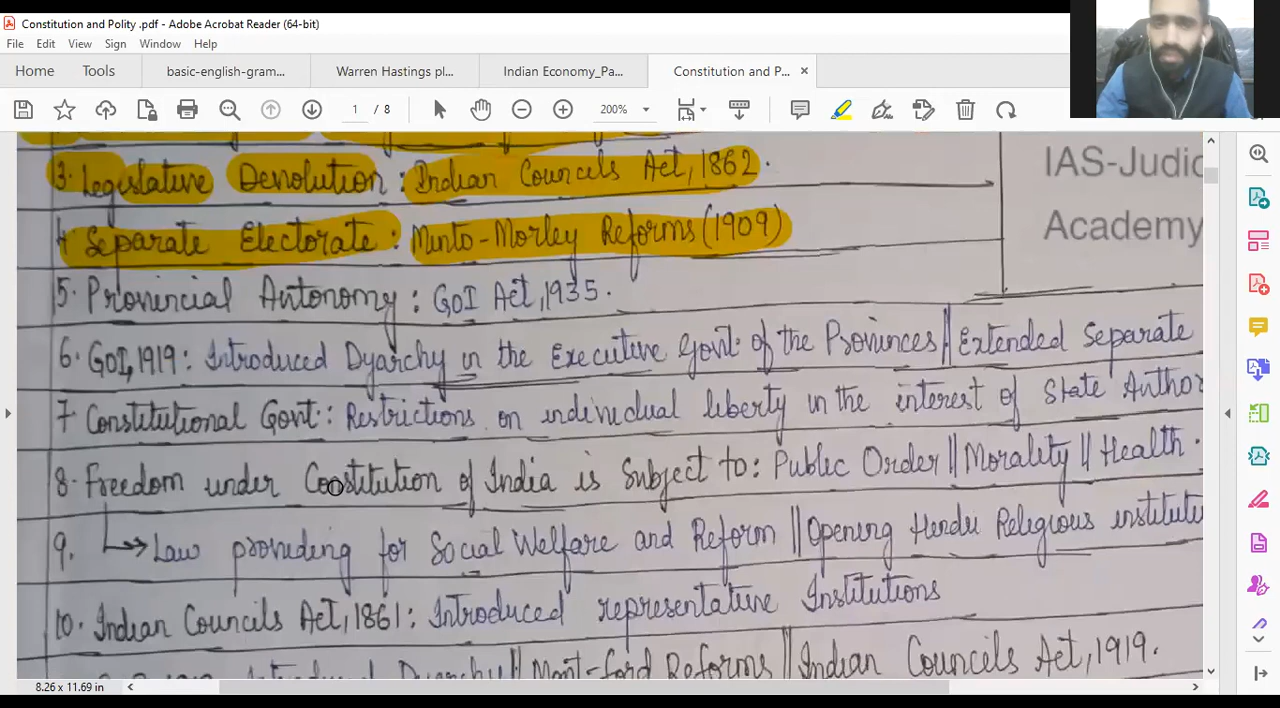 Constitution and Polity .pdf - Adobe Acrobat Reader (64-bit)
File Edit View Sign Window Help
Home Tools basic-english-gram... Warren Hastings pl... Indian Economy_Pa... Constitution and P... ×
1 / 8 200%
3. Legislative Devolution : Indian Councils Act, 1862.
4 Separate Electorate : Minto-Morley Reforms (1909)
5. Provincial Autonomy : GOI Act, 1935.
6. GOI, 1919: Introduced Dyarchy in the Executive Govt. of the Provinces || Extended Separate
7 Constitutional Govt.: Restrictions on individual liberty in the interest of State Author
8. Freedom under Constitution of India is Subject to: Public Order || Morality || Health.
9. Law providing for Social Welfare and Reform || Opening Hindu Religious institut
10. Indian Councils Act, 1861: Introduced representative Institutions
Introduced Dyarchy || Mont-ford Reforms || Indian Councils Act, 1919.
IAS-Judic
Academy
8.26 x 11.69 in